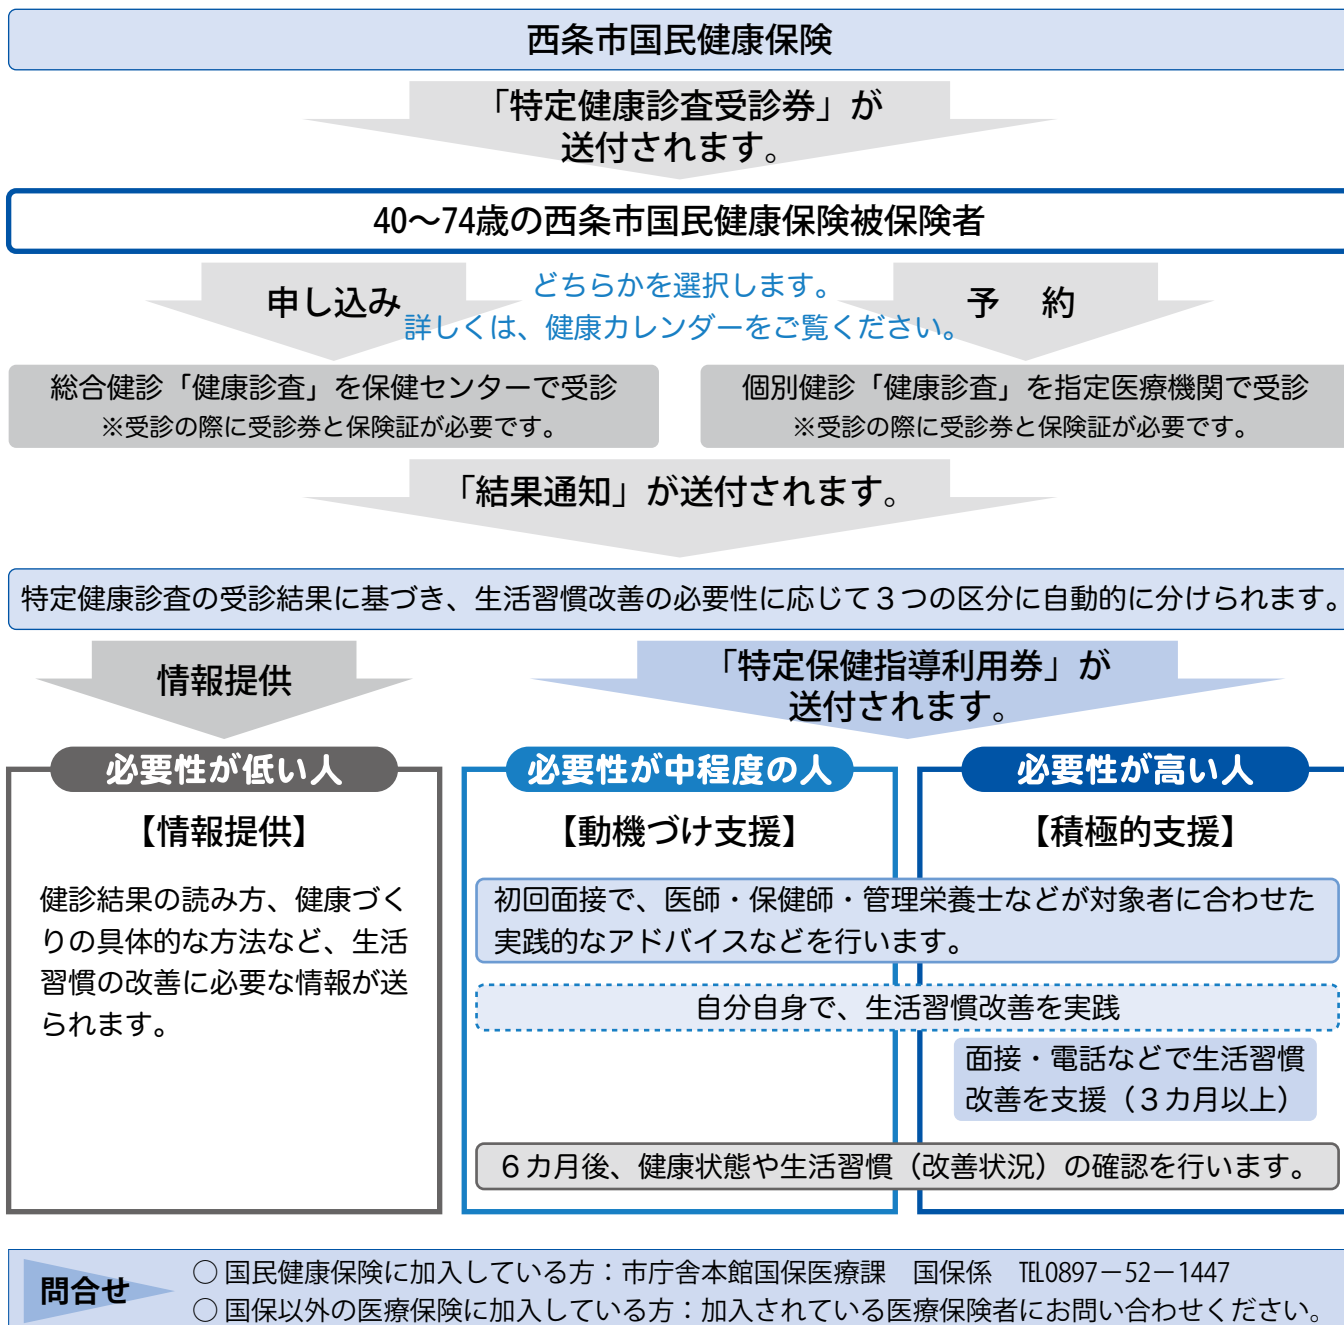 西条市国民健康保険
「特定健康診査受診券」が
送付されます。
40～74歳の西条市国民健康保険被保険者
申し込み
どちらかを選択します。
詳しくは、健康カレンダーをご覧ください。
予　約
総合健診「健康診査」を保健センターで受診
※受診の際に受診券と保険証が必要です。
個別健診「健康診査」を指定医療機関で受診
※受診の際に受診券と保険証が必要です。
「結果通知」が送付されます。
特定健康診査の受診結果に基づき、生活習慣改善の必要性に応じて３つの区分に自動的に分けられます。
情報提供
「特定保健指導利用券」が
送付されます。
必要性が低い人
【情報提供】
健診結果の読み方、健康づく
りの具体的な方法など、生活
習慣の改善に必要な情報が送
られます。
必要性が中程度の人
【動機づけ支援】
必要性が高い人
【積極的支援】
初回面接で、医師・保健師・管理栄養士などが対象者に合わせた
実践的なアドバイスなどを行います。
自分自身で、生活習慣改善を実践
面接・電話などで生活習慣
改善を支援（３カ月以上）
６カ月後、健康状態や生活習慣（改善状況）の確認を行います。
問合せ
○国民健康保険に加入している方：市庁舎本館国保医療課　国保係　℡0897－52－1447
○国保以外の医療保険に加入している方：加入されている医療保険者にお問い合わせください。